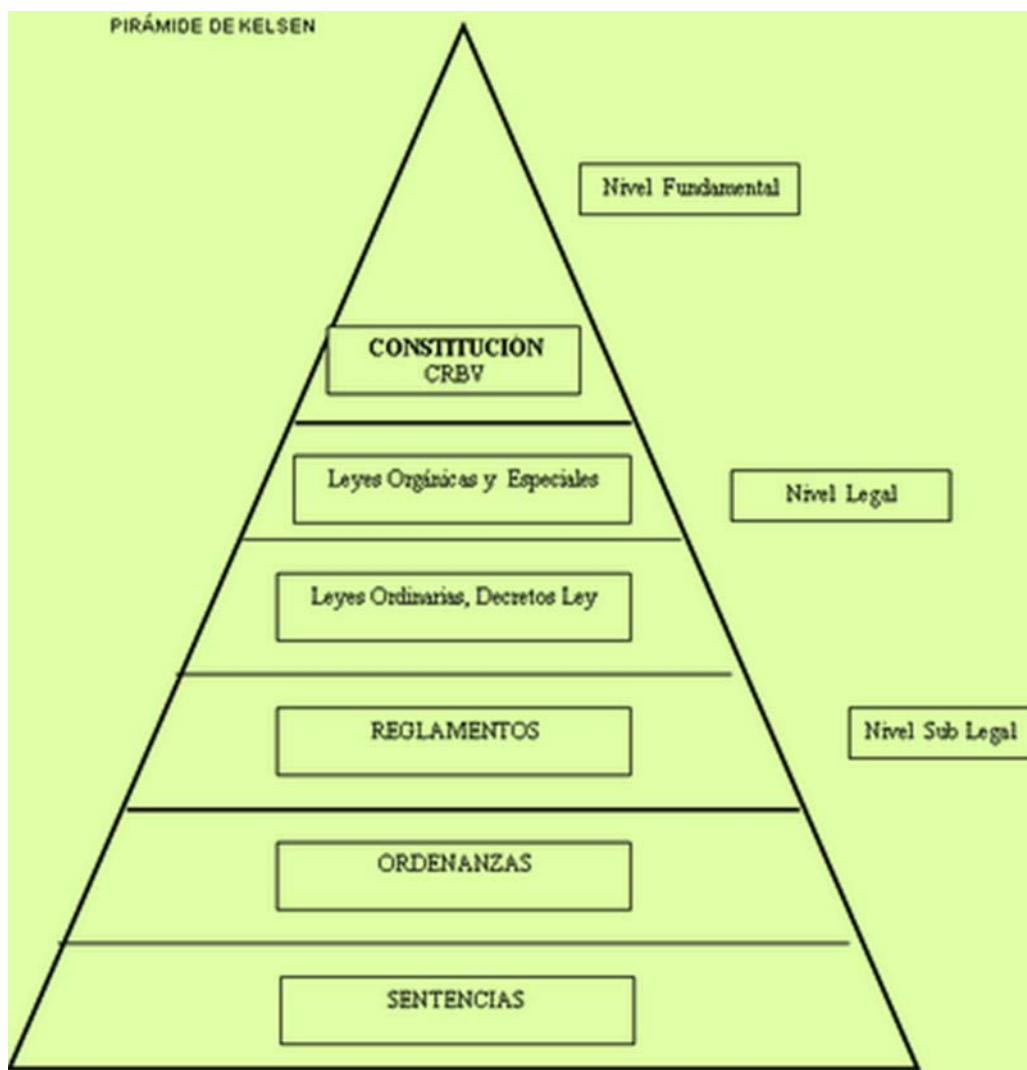 PIRÁMIDE DE KELSEN
Nivel Fundamental
CONSTITUCIÓN
CRBV
Leyes Orgánicas y Especiales
Nivel Legal
Leyes Ordinarias, Decretos Ley
REGLAMENTOS
Nivel Sub Legal
ORDENANZAS
SENTENCIAS